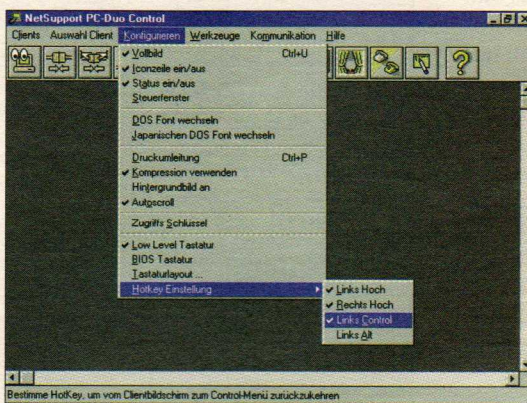 NetSupport PC-Duo Control
Clients Auswahl Client Konfigurieren Werkzeuge Kommunikation Hilfe
✓ Vollbild Ctrl+U
✓ Iconzeile ein/aus
✓ Status ein/aus
Steuerfenster
DOS Font wechseln
Japanischen DOS Font wechseln
Druckumleitung Ctrl+P
✓ Kompression verwenden
Hintergrundbild an
✓ Autoscroll
Zugriffs Schlüssel
✓ Low Level Tastatur
BIOS Tastatur
Tastaturlayout ...
Hotkey Einstellung
✓ Links Hoch
✓ Rechts Hoch
✓ Links Control
Links Alt
Bestimme HotKey, um vom Clientbildschirm zum Control-Menü zurückzukehren